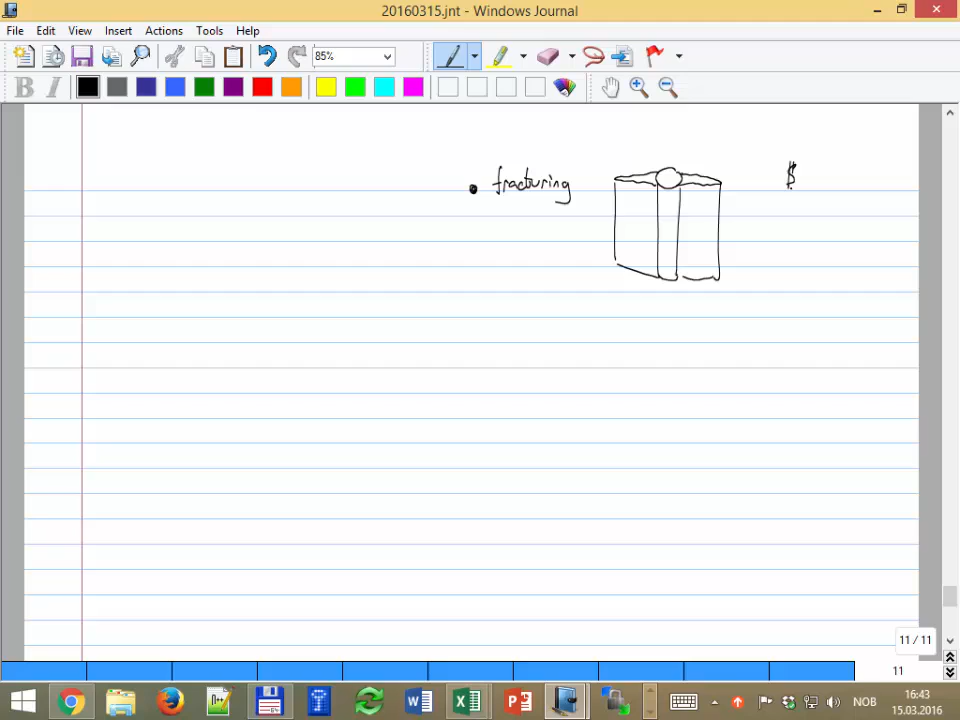 20160315.jnt - Windows Journal
File Edit View Insert Actions Tools Help
85%
B I
• fracturing $
11 / 11
11
NOB
16:43
15.03.2016